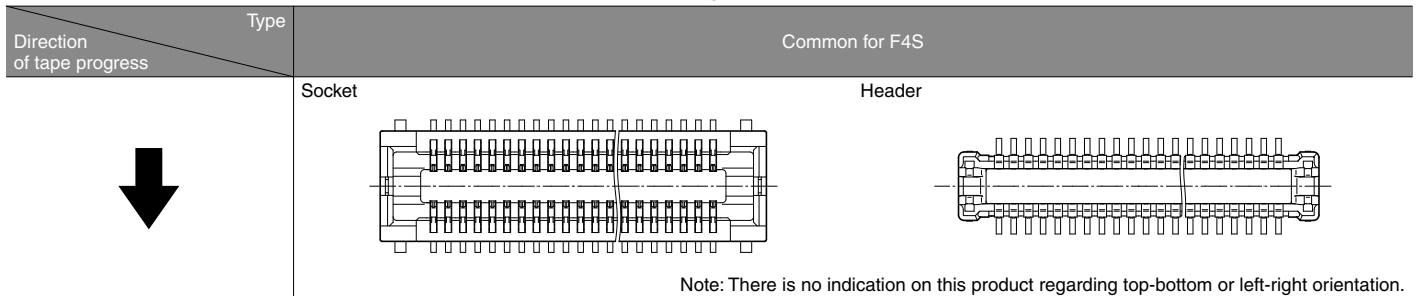 Type
Direction
of tape progress
Common for F4S
Socket
Header
Note: There is no indication on this product regarding top-bottom or left-right orientation.